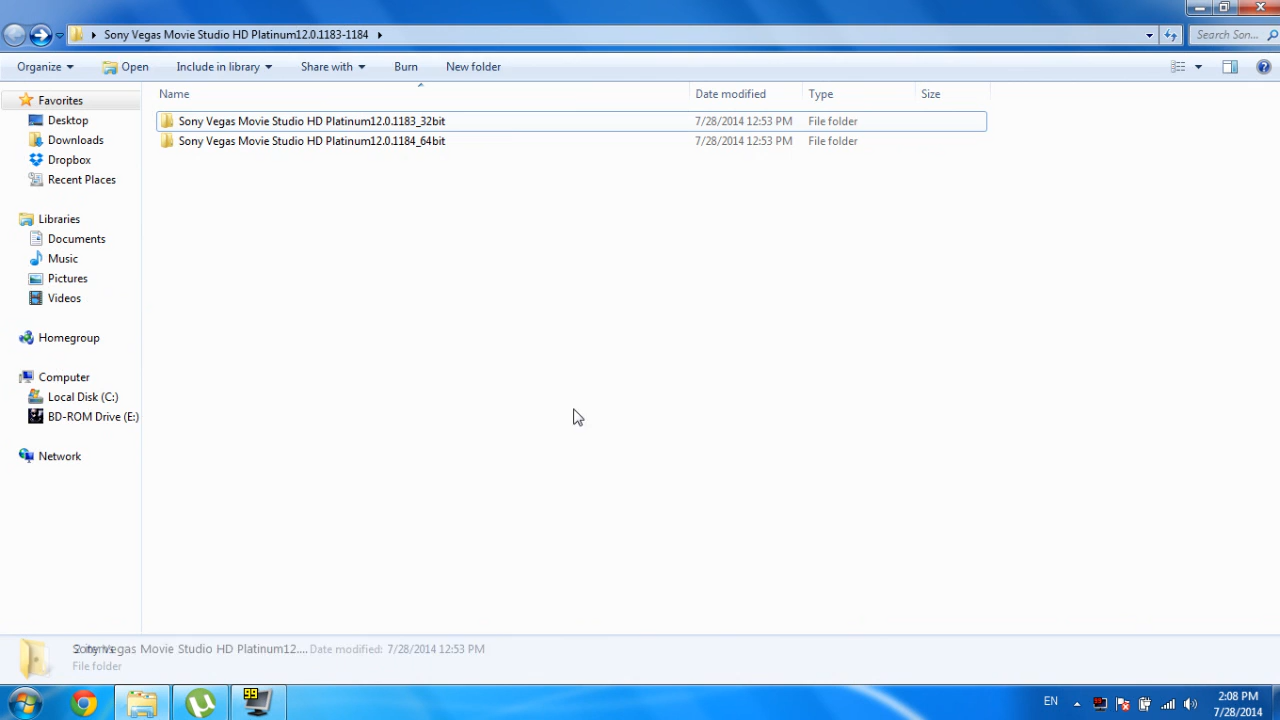 Sony Vegas Movie Studio HD Platinum12.0.1183-1184
Search Son...
Organize
Open
Include in library
Share with
Burn
New folder
Name
Date modified
Type
Size
Sony Vegas Movie Studio HD Platinum12.0.1183_32bit 7/28/2014 12:53 PM File folder
Sony Vegas Movie Studio HD Platinum12.0.1184_64bit 7/28/2014 12:53 PM File folder
Favorites
Desktop
Downloads
Dropbox
Recent Places
Libraries
Documents
Music
Pictures
Videos
Homegroup
Computer
Local Disk (C:)
BD-ROM Drive (E:)
Network
Vegas Movie Studio HD Platinum12.... Date modified: 7/28/2014 12:53 PM
File folder
99
EN
2:08 PM
7/28/2014